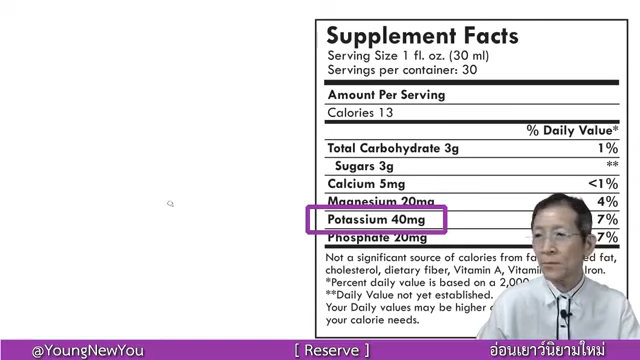 Supplement Facts
Serving Size 1 fl. oz. (30 ml)
Servings per container: 30
Amount Per Serving
Calories 13
% Daily Value*
Total Carbohydrate 3g 1%
Sugars 3g **
Calcium 5mg <1%
Magnesium 20mg 4%
Potassium 40mg 7%
Phosphate 20mg 7%
Not a significant source of calories from fat, fat,
cholesterol, dietary fiber, Vitamin A, Iron.
*Percent daily value is based on a 2,000
**Daily Value not yet established.
Your Daily values may be higher
your calorie needs.
@YoungNewYou [ Reserve ] อ่อนเยาว์นิยามใหม่